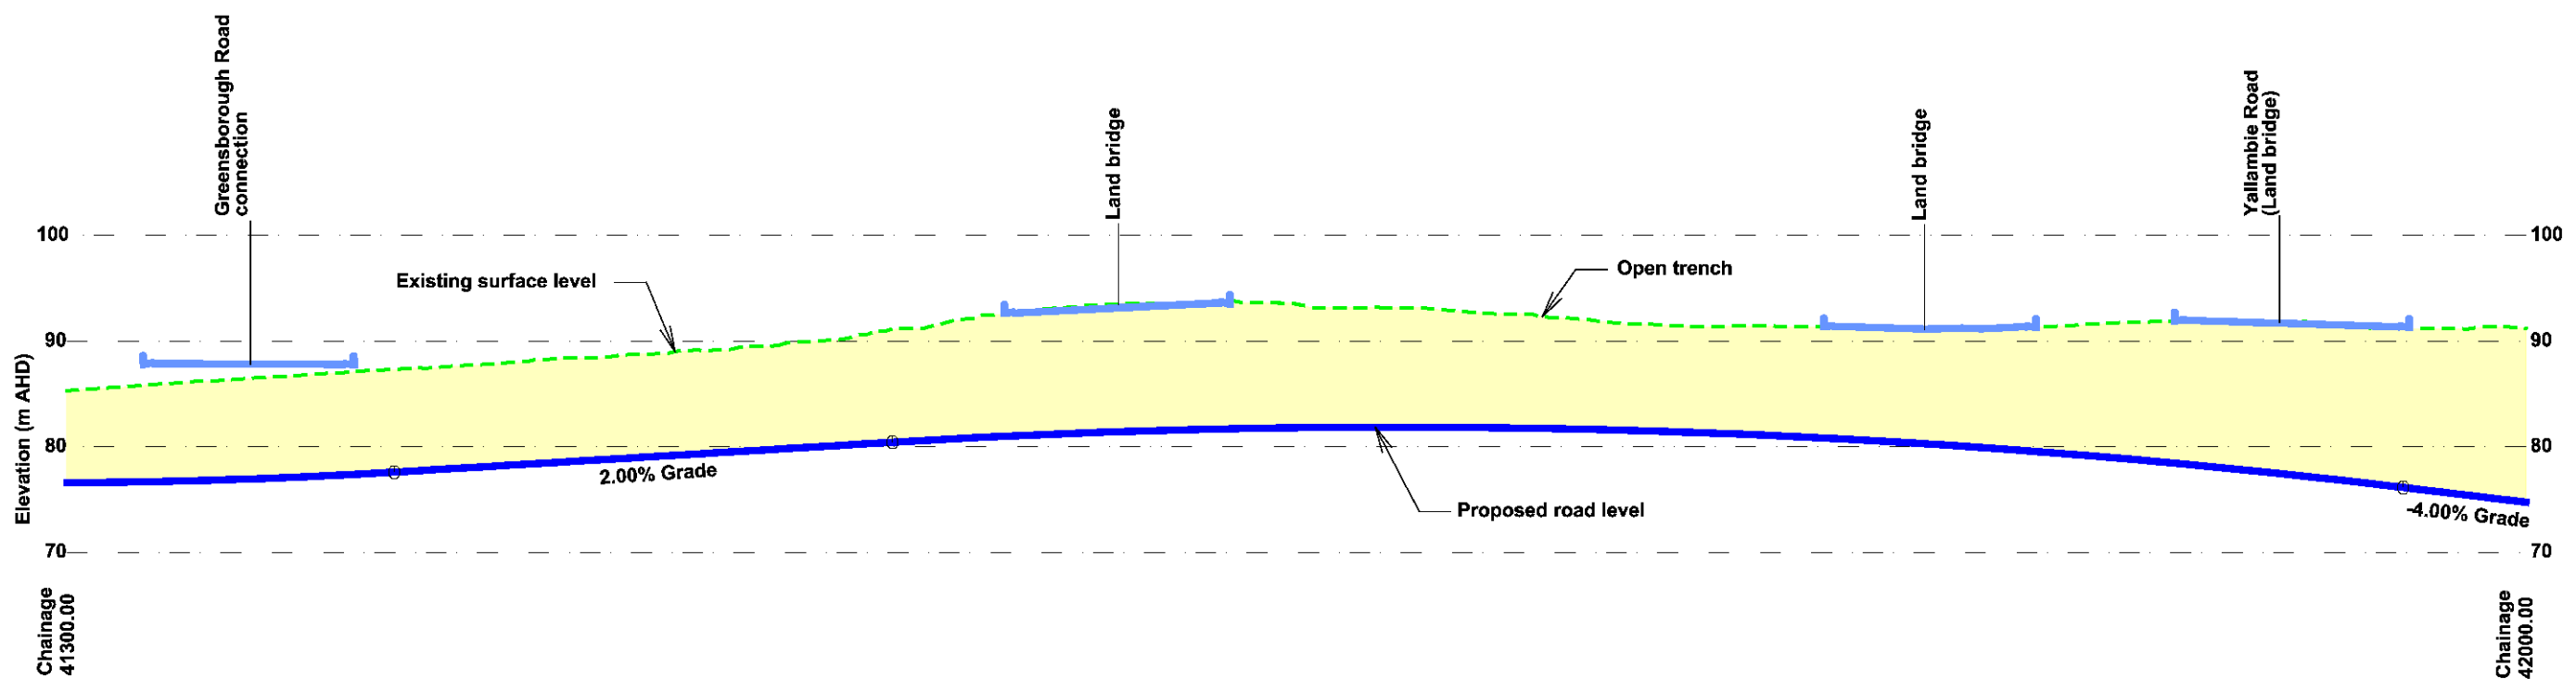 Greensborough Road
connection
Land bridge
Land bridge
Yallambie Road
(Land bridge)
100
100
Existing surface level
Open trench
90
90
Elevation (m AHD)
80
80
2.00% Grade
Proposed road level
-4.00% Grade
70
70
Chainage
41300.00
Chainage
42000.00